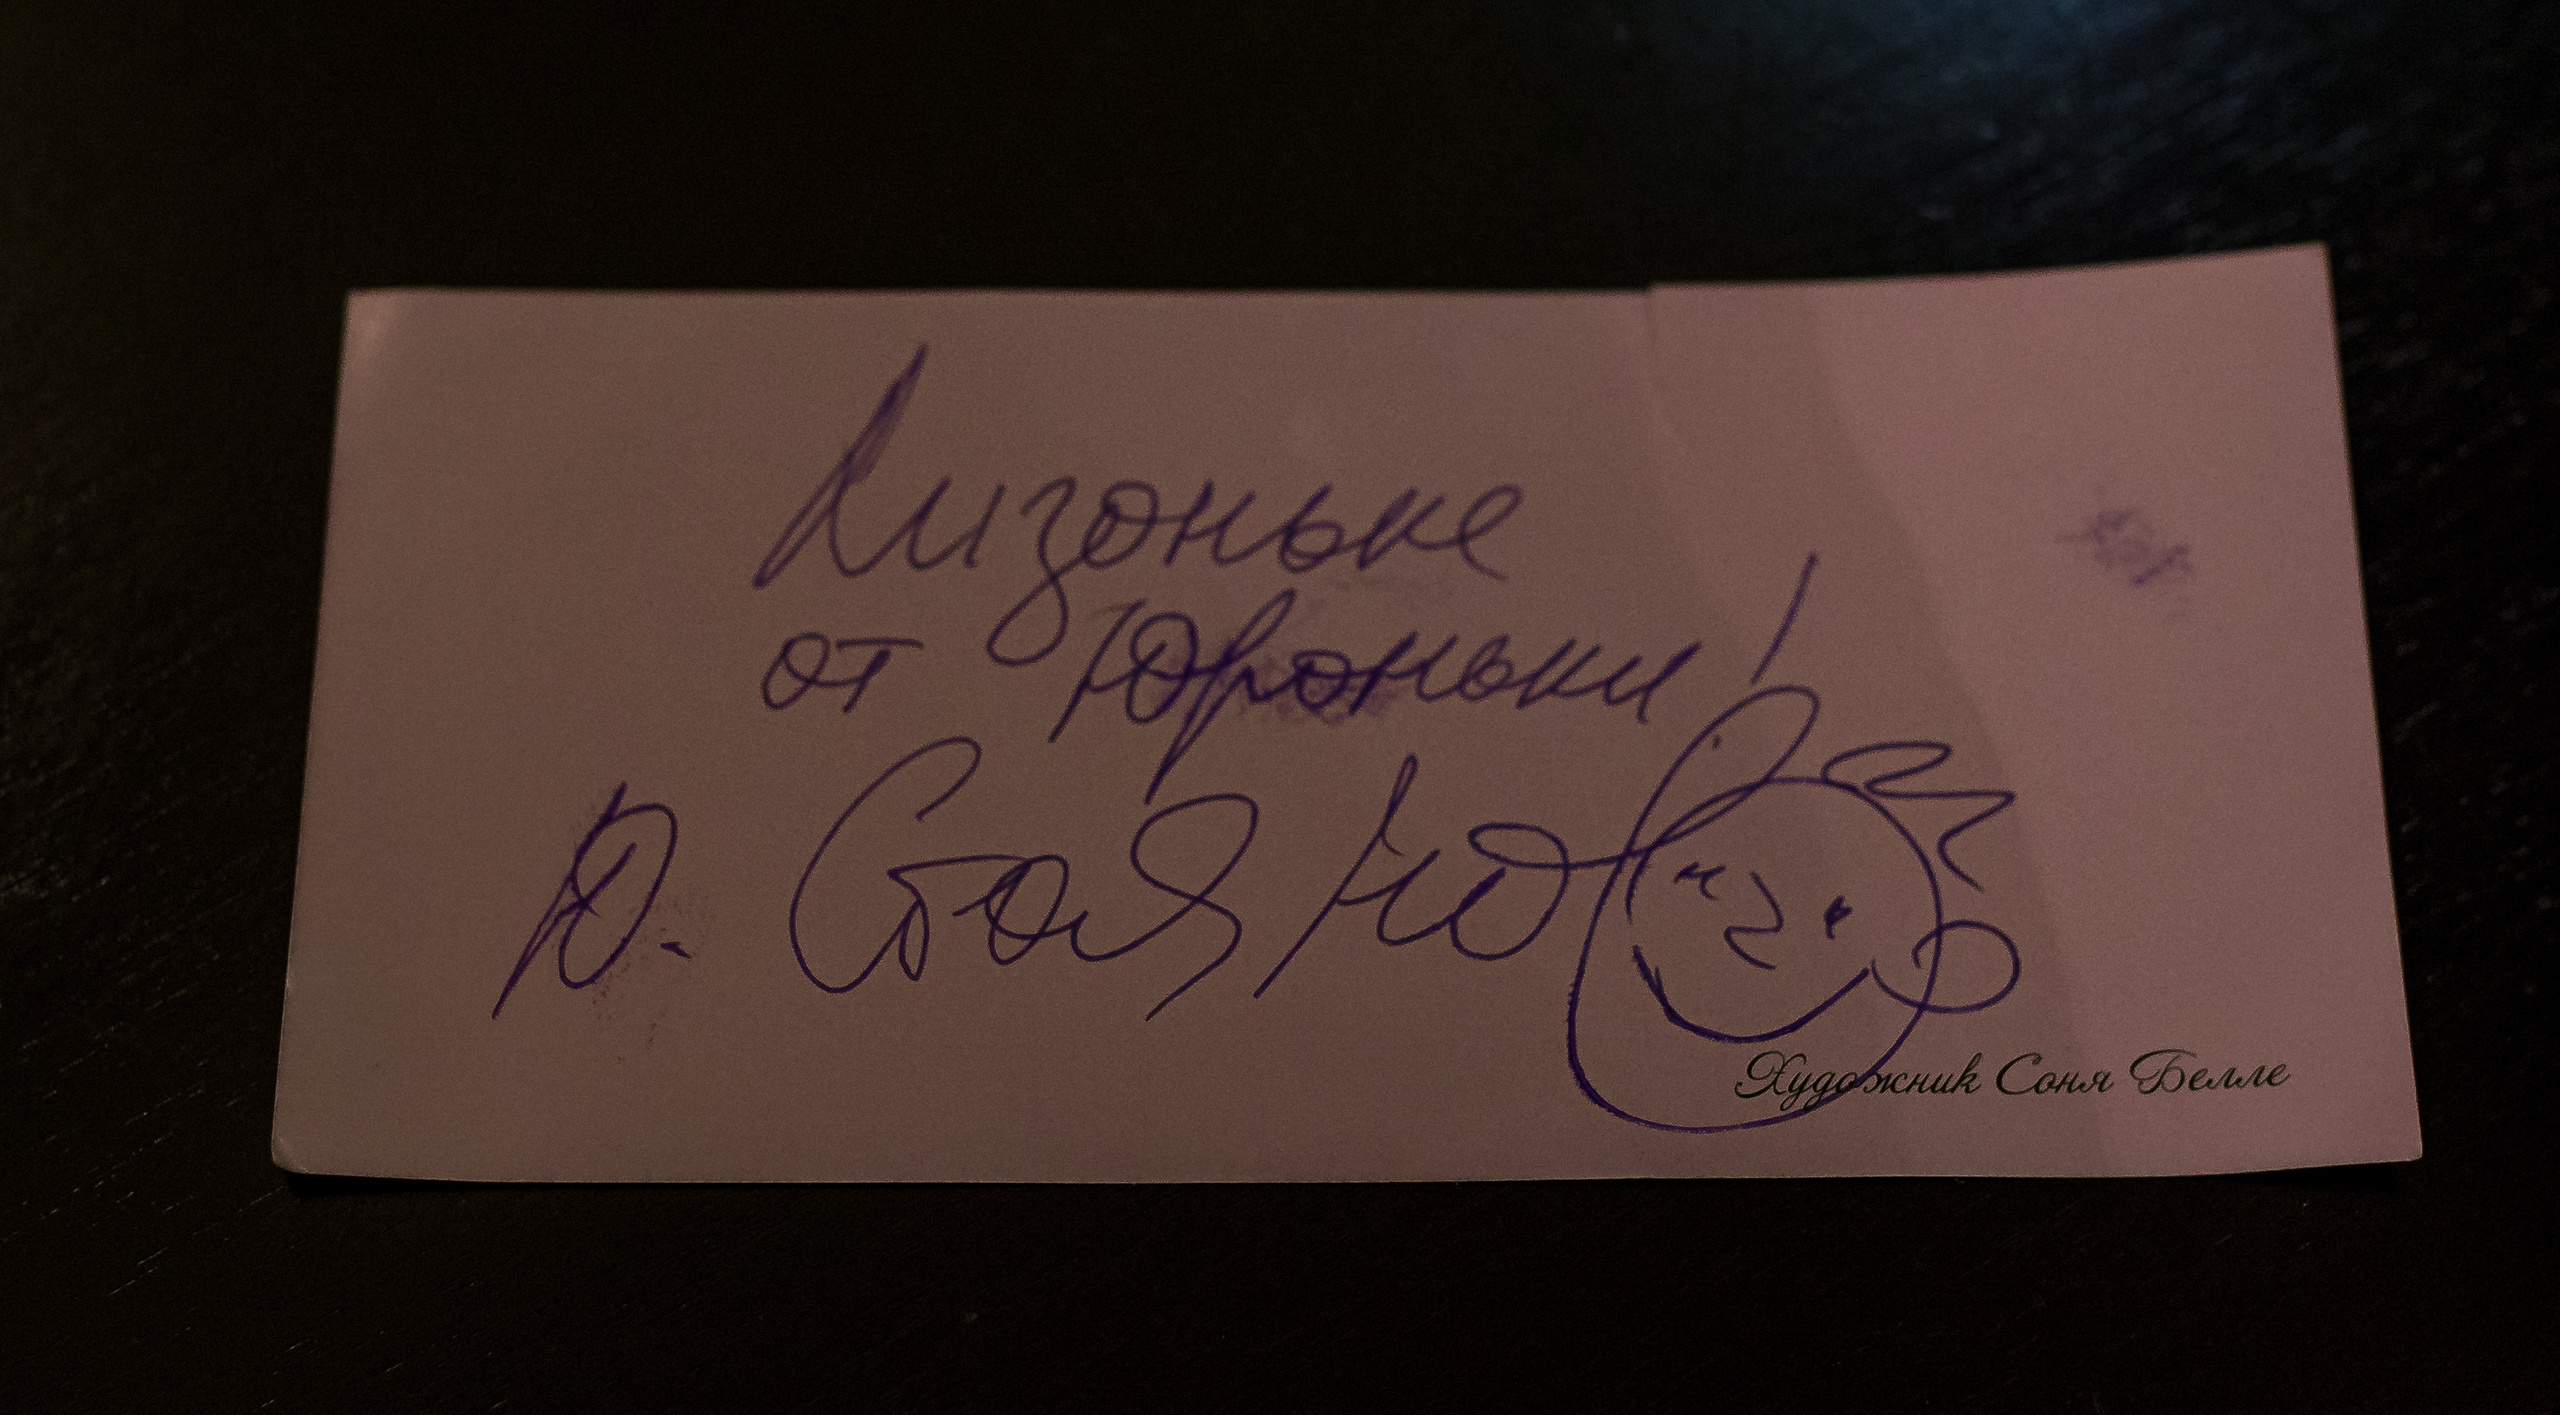 Лизоньке
от Юроньки!
Ю. Стоянов
Художник Соня Белле